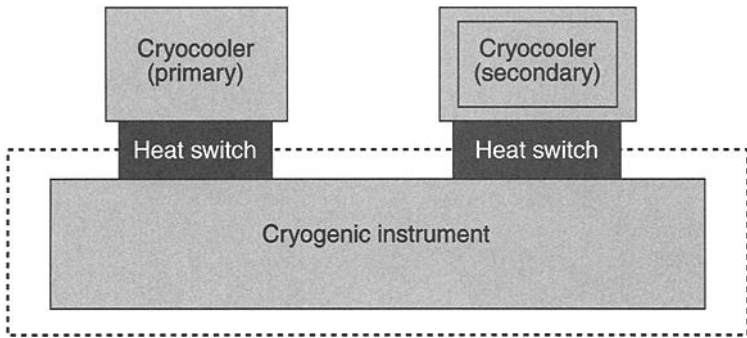 Cryocooler
(primary)
Cryocooler
(secondary)
Heat switch
Heat switch
Cryogenic instrument